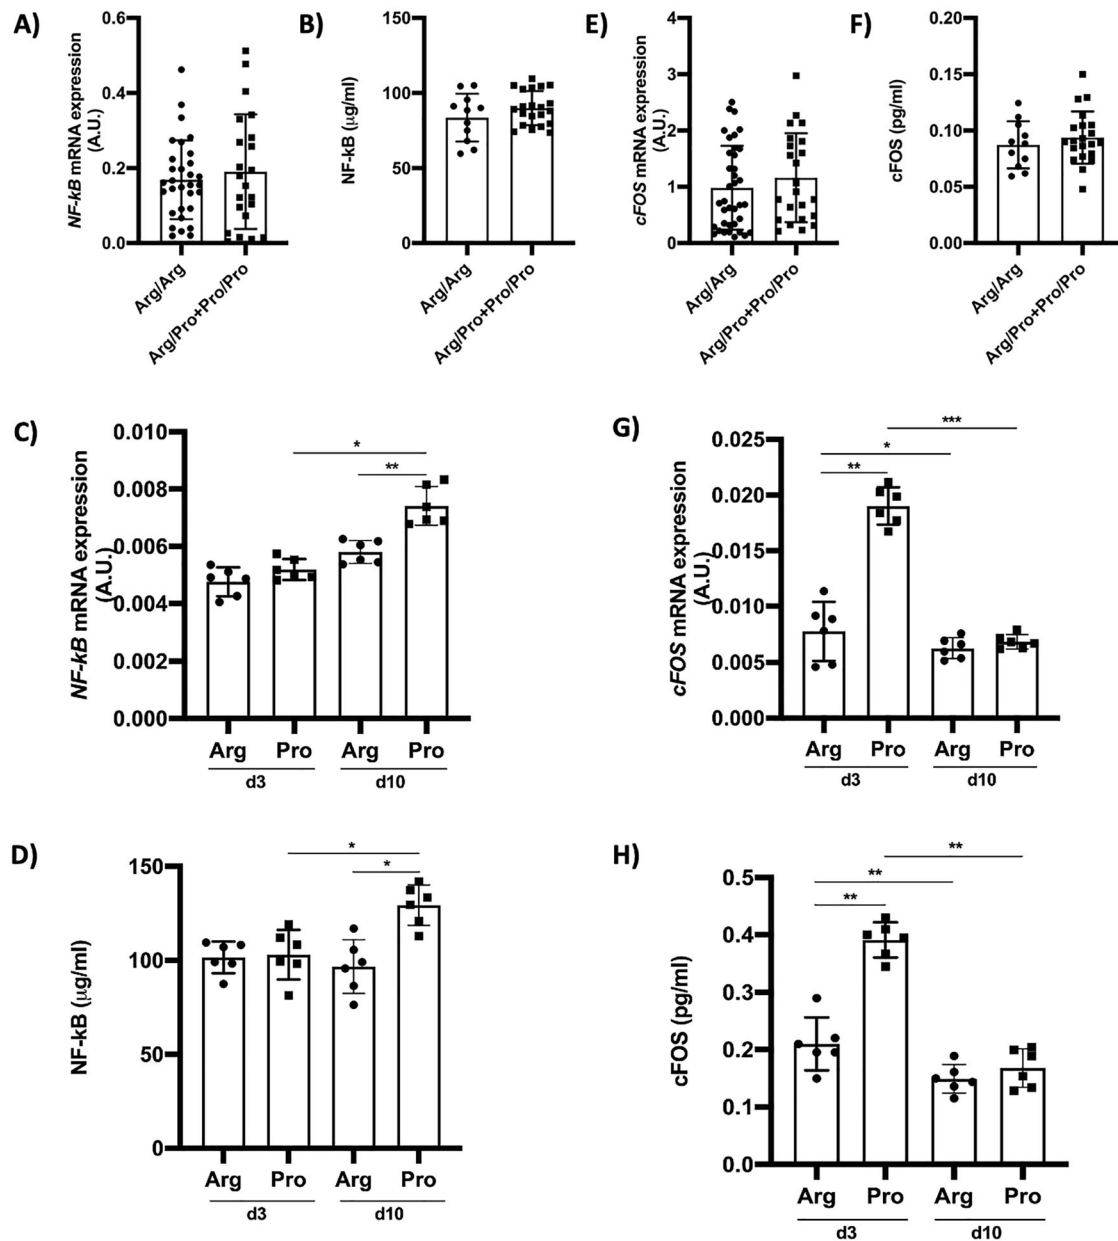 A)
NF-kB mRNA expression
(A.U.)
0.6
0.4
0.2
0.0
Arg/Arg
Arg/Pro+Pro/Pro
B)
NF-kB (μg/ml)
150
100
50
0
Arg/Arg
Arg/Pro+Pro/Pro
E)
cFOS mRNA expression
(A.U.)
4
3
2
1
0
Arg/Arg
Arg/Pro+Pro/Pro
F)
cFOS (pg/ml)
0.20
0.15
0.10
0.05
0.00
Arg/Arg
Arg/Pro+Pro/Pro
C)
NF-kB mRNA expression
(A.U.)
0.010
0.008
0.006
0.004
0.002
0.000
*
**
Arg Pro Arg Pro
d3 d10
G)
cFOS mRNA expression
(A.U.)
0.025
0.020
0.015
0.010
0.005
0.000
***
*
**
Arg Pro Arg Pro
d3 d10
D)
NF-kB (μg/ml)
150
100
50
0
*
*
Arg Pro Arg Pro
d3 d10
H)
cFOS (pg/ml)
0.5
0.4
0.3
0.2
0.1
0.0
**
**
**
Arg Pro Arg Pro
d3 d10